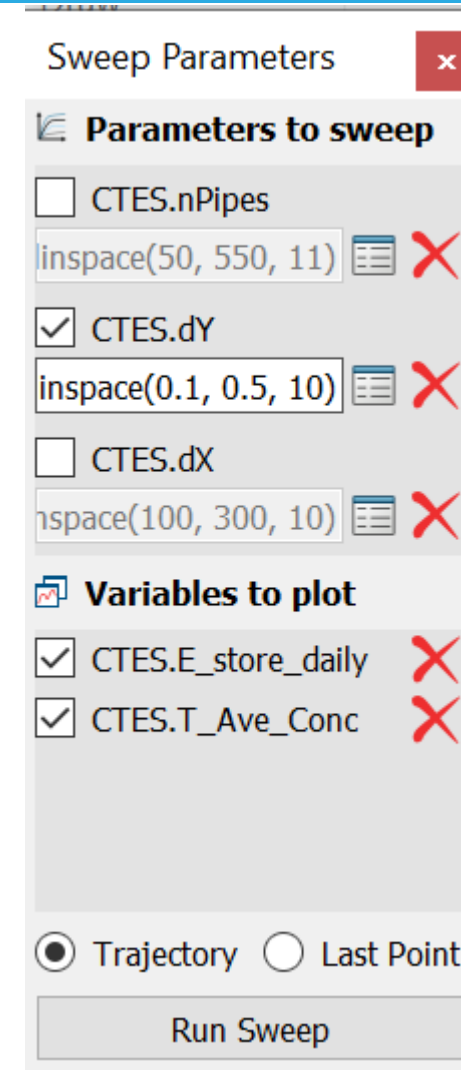 Sweep Parameters
Parameters to sweep
CTES.nPipes
linspace(50, 550, 11)
CTES.dY
inspace(0.1, 0.5, 10)
CTES.dX
nspace(100, 300, 10)
Variables to plot
CTES.E_store_daily
CTES.T_Ave_Conc
Trajectory Last Point
Run Sweep